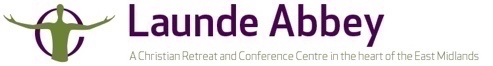 Launde Abbey
A Christian Retreat and Conference Centre in the heart of the East Midlands